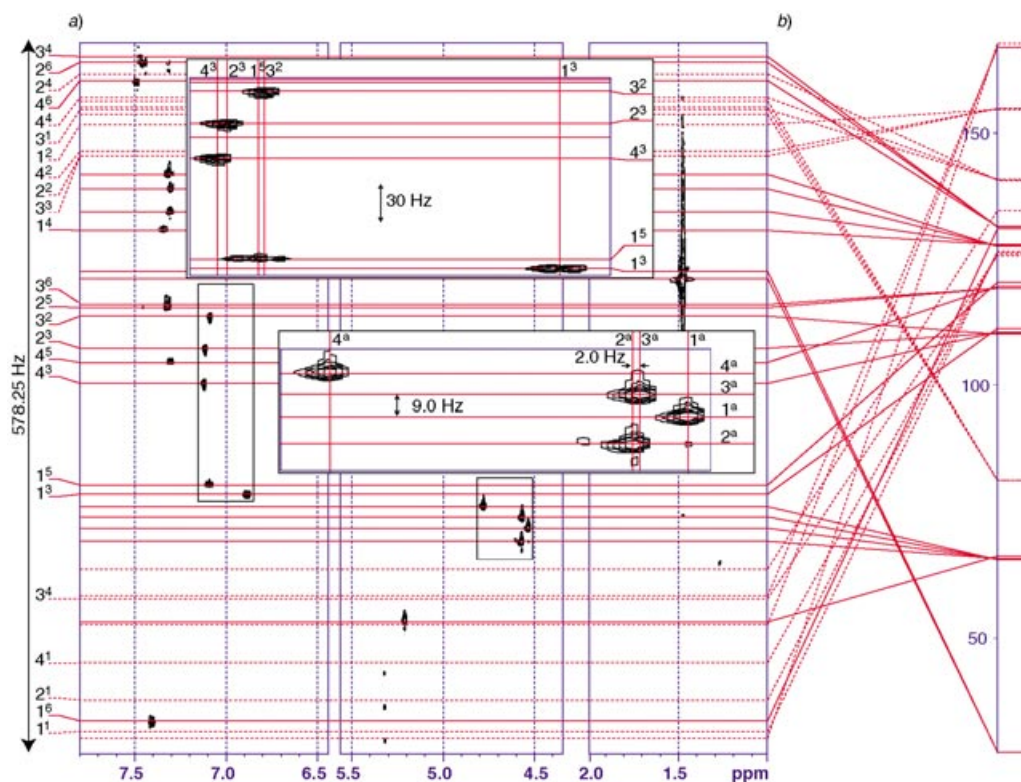 a)
b)
578.25 Hz
3⁴
2⁶
2⁴
4⁶
4⁴
3¹
1²
4²
2²
3³
1⁴
3⁶
2⁵
3²
2³
4⁵
4³
1⁵
1³
3⁴
4¹
2¹
1⁶
1¹
4³ 2³ 1⁵ 3² 1³
3²
2³
4³
30 Hz
1⁵
1³
4ᵃ 2ᵃ 3ᵃ 1ᵃ
2.0 Hz
4ᵃ
3ᵃ
9.0 Hz
1ᵃ
2ᵃ
150
100
50
7.5 7.0 6.5 5.5 5.0 4.5 2.0 1.5 ppm